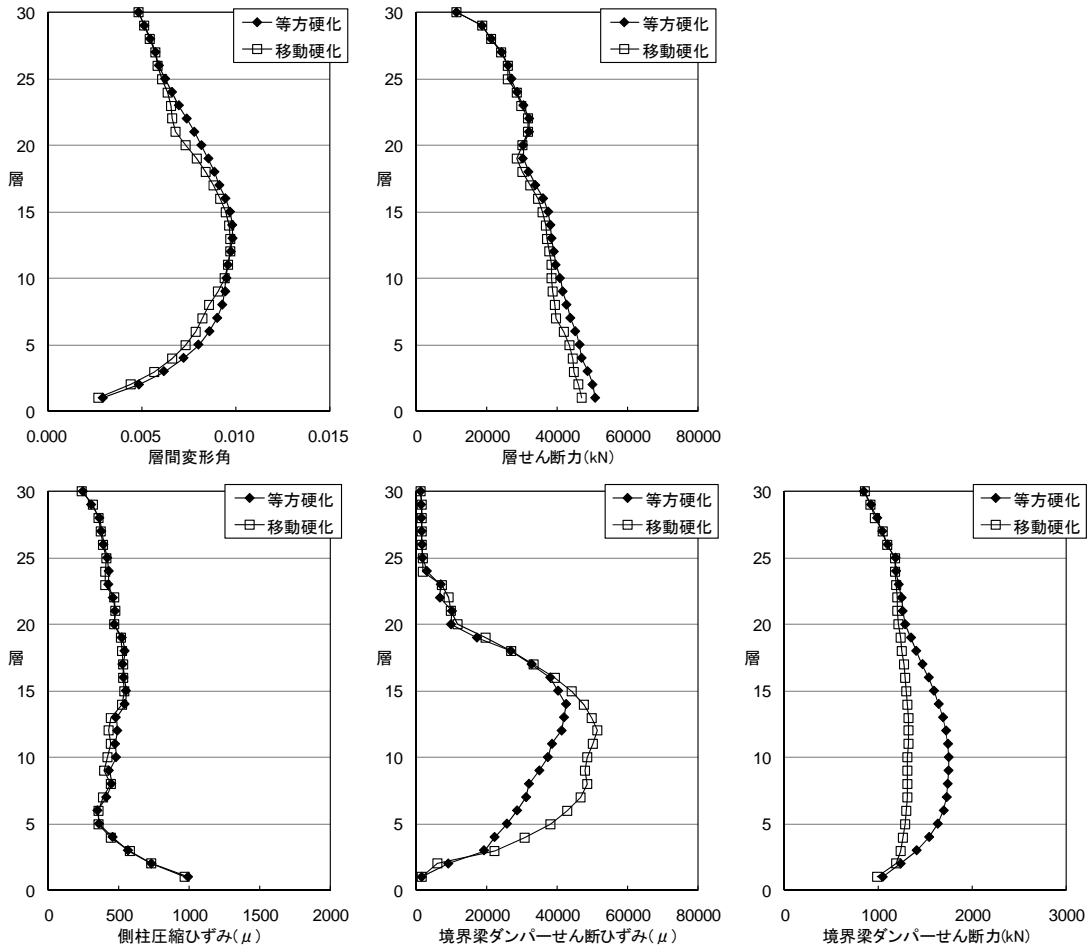 30
25
20
15
10
5
0
層
0.000 0.005 0.010 0.015
層間変形角
等方硬化
移動硬化
30
25
20
15
10
5
0
層
0 20000 40000 60000 80000
層せん断力(kN)
等方硬化
移動硬化
30
25
20
15
10
5
0
層
0 500 1000 1500 2000
側柱圧縮ひずみ(μ)
等方硬化
移動硬化
30
25
20
15
10
5
0
層
0 20000 40000 60000 80000
境界梁ダンパーせん断ひずみ(μ)
等方硬化
移動硬化
30
25
20
15
10
5
0
層
0 1000 2000 3000
境界梁ダンパーせん断力(kN)
等方硬化
移動硬化